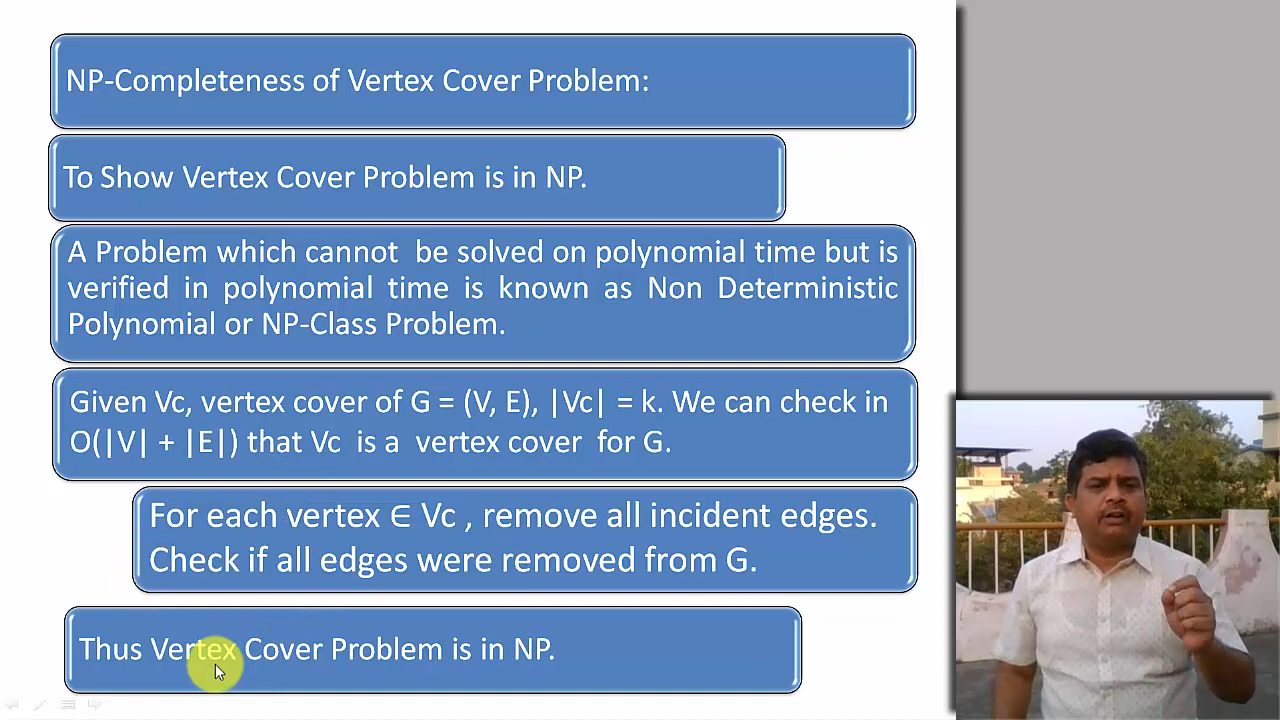 NP-Completeness of Vertex Cover Problem:
To Show Vertex Cover Problem is in NP.
A Problem which cannot be solved on polynomial time but is
verified in polynomial time is known as Non Deterministic
Polynomial or NP-Class Problem.
Given Vc, vertex cover of G = (V, E), |Vc| = k. We can check in
O(|V| + |E|) that Vc is a vertex cover for G.
For each vertex ∈ Vc , remove all incident edges.
Check if all edges were removed from G.
Thus Vertex Cover Problem is in NP.